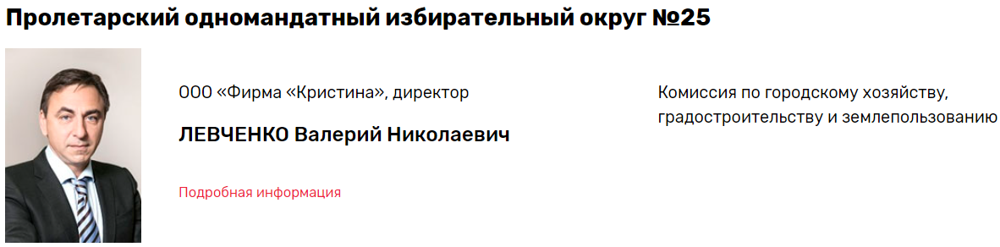 Пролетарский одномандатный избирательный округ №25
ООО «Фирма «Кристина», директор
ЛЕВЧЕНКО Валерий Николаевич
Подробная информация
Комиссия по городскому хозяйству,
градостроительству и землепользованию